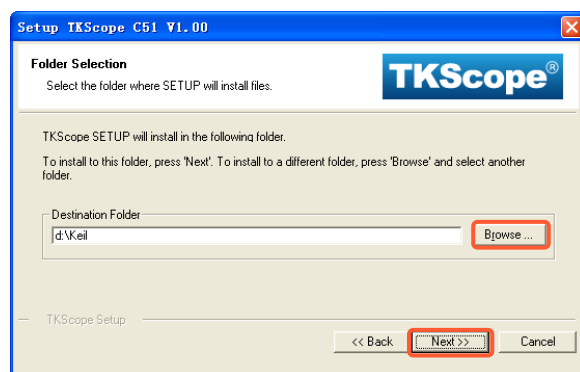 Setup TKScope C51 V1.00
Folder Selection
Select the folder where SETUP will install files.
TKScope®
TKScope SETUP will install in the following folder.
To install to this folder, press 'Next'. To install to a different folder, press 'Browse' and select another
folder.
Destination Folder
d:\Keil
Browse ...
TKScope Setup
<< Back
Next >>
Cancel